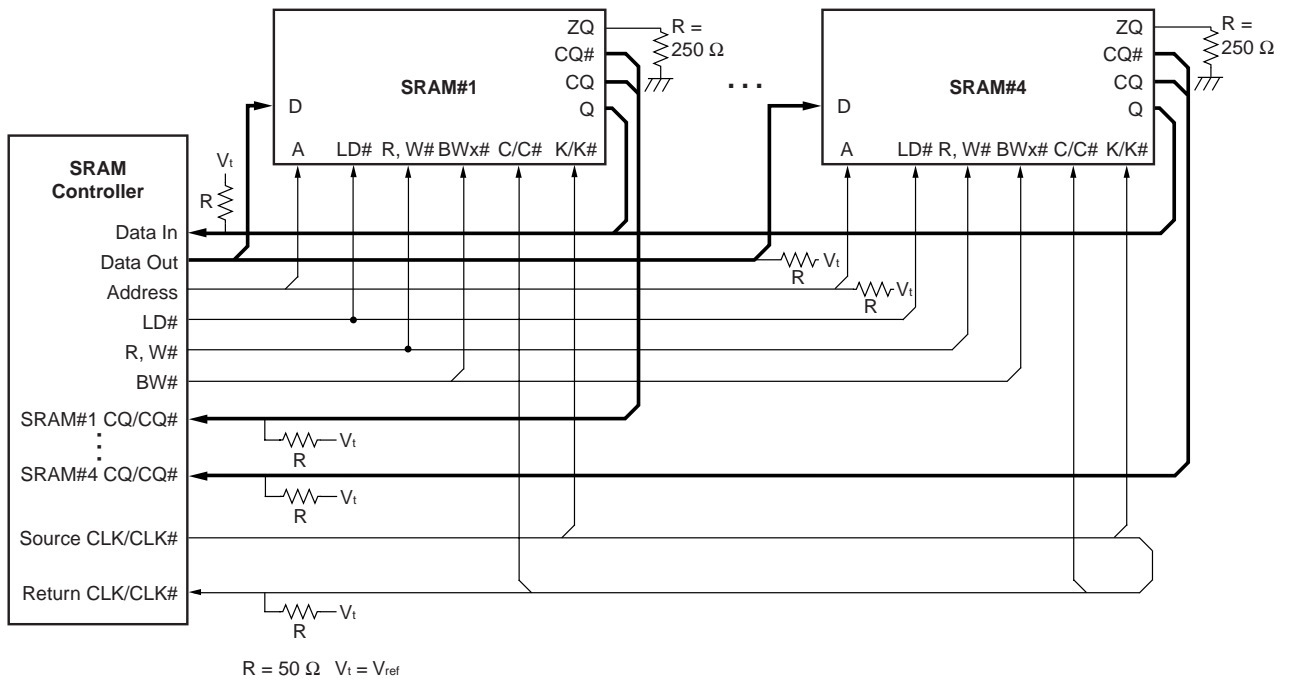 ZQ
R =
250 Ω
CQ#
CQ
Q
SRAM#1
D
A LD# R, W# BWx# C/C# K/K#
...
ZQ
R =
250 Ω
CQ#
CQ
Q
SRAM#4
D
A LD# R, W# BWx# C/C# K/K#
SRAM
Controller
Vt
R
Data In
Data Out
R Vt
Address
R Vt
LD#
R, W#
BW#
SRAM#1 CQ/CQ#
R Vt
⋮
SRAM#4 CQ/CQ#
R Vt
Source CLK/CLK#
Return CLK/CLK#
R Vt
R = 50 Ω Vt = Vref